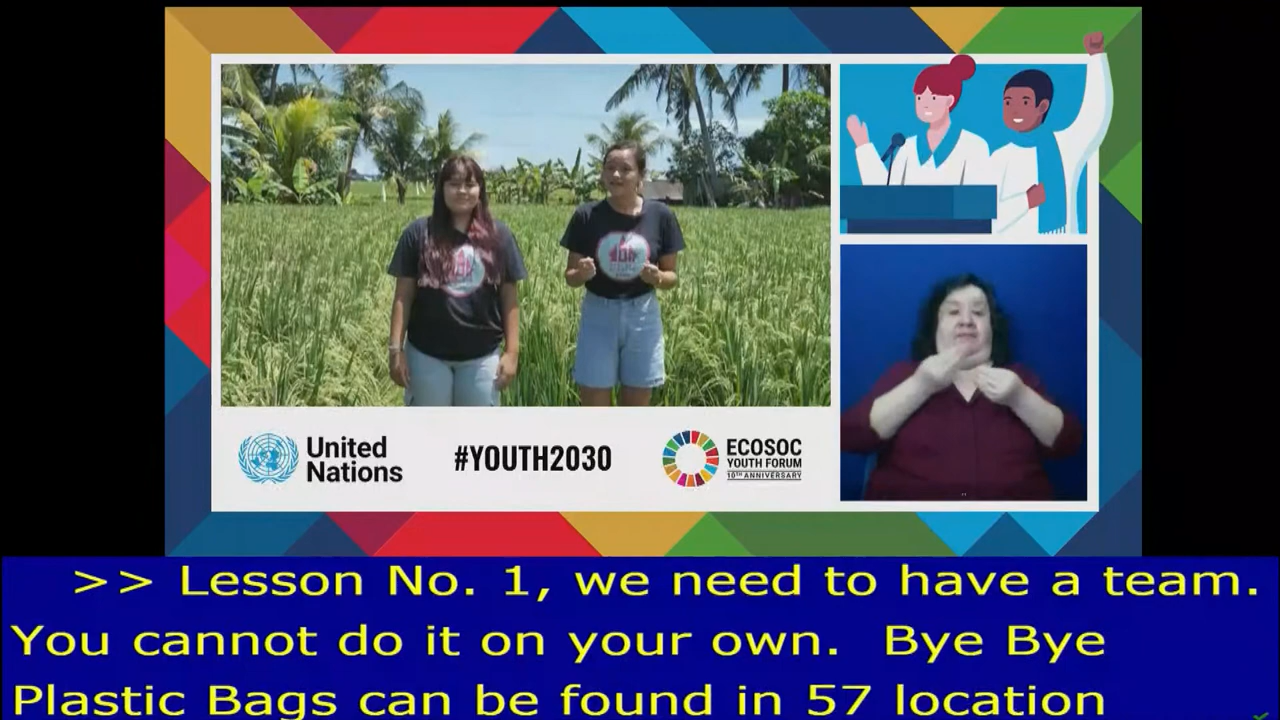 United
Nations
#YOUTH2030
ECOSOC
YOUTH FORUM
10TH ANNIVERSARY
>> Lesson No. 1, we need to have a team.
You cannot do it on your own. Bye Bye
Plastic Bags can be found in 57 location